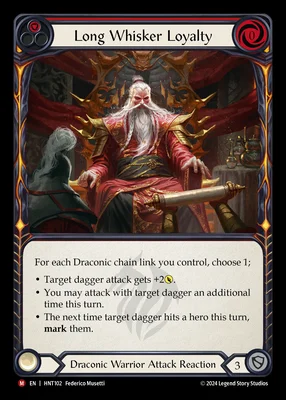 Long Whisker Loyalty
For each Draconic chain link you control, choose 1;
• Target dagger attack gets +2.
• You may attack with target dagger an additional
time this turn.
• The next time target dagger hits a hero this turn,
mark them.
Draconic Warrior Attack Reaction
3
M EN | HNT102 Federico Musetti
© 2024 Legend Story Studios